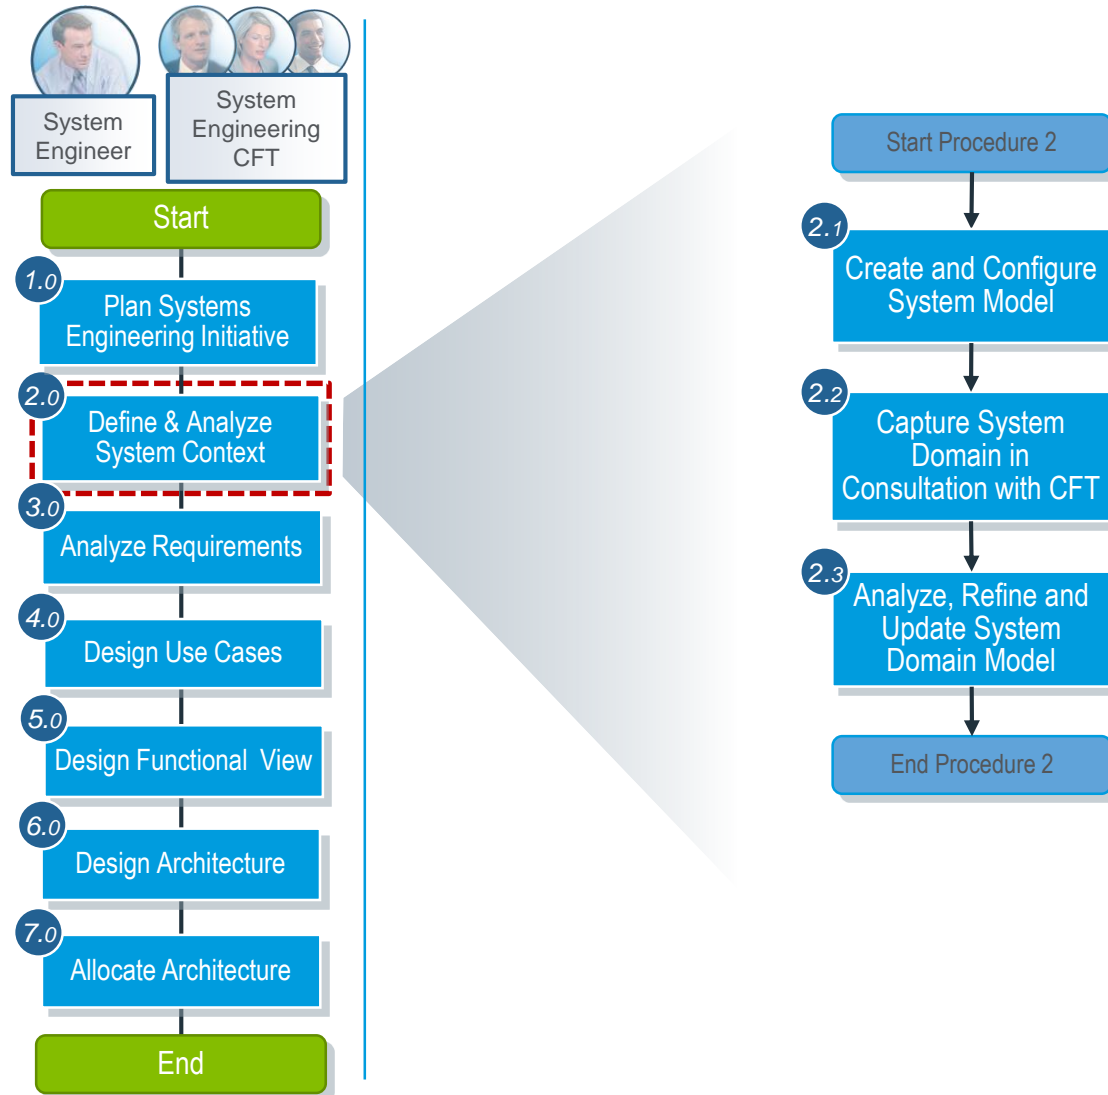 System
Engineer
System
Engineering
CFT
Start
1.0
Plan Systems
Engineering Initiative
2.0
Define & Analyze
System Context
3.0
Analyze Requirements
4.0
Design Use Cases
5.0
Design Functional View
6.0
Design Architecture
7.0
Allocate Architecture
End
Start Procedure 2
2.1
Create and Configure
System Model
2.2
Capture System
Domain in
Consultation with CFT
2.3
Analyze, Refine and
Update System
Domain Model
End Procedure 2